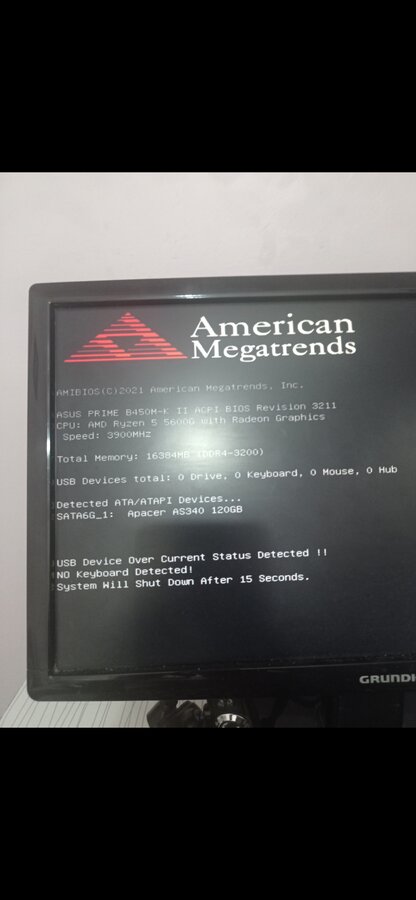 American
Megatrends
AMIBIOS(C)2021 American Megatrends, Inc.
ASUS PRIME B450M-K II ACPI BIOS Revision 3211
CPU: AMD Ryzen 5 5600G with Radeon Graphics
Speed: 3900MHz
Total Memory: 16384MB (DDR4-3200)
USB Devices total: 0 Drive, 0 Keyboard, 0 Mouse, 0 Hub
Detected ATA/ATAPI Devices...
SATA6G_1: Apacer AS340 120GB
USB Device Over Current Status Detected !!
NO Keyboard Detected!
System Will Shut Down After 15 Seconds.